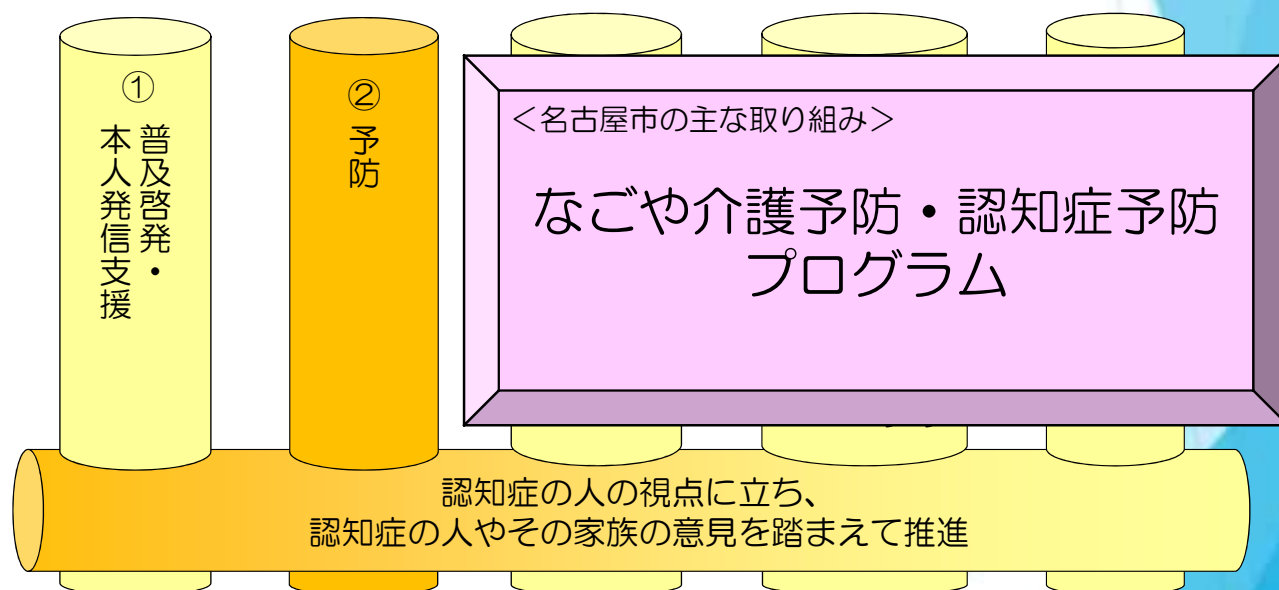 ①
普及啓発・
本人発信支援
②
予防
＜名古屋市の主な取り組み＞
なごや介護予防・認知症予防
プログラム
認知症の人の視点に立ち、
認知症の人やその家族の意見を踏まえて推進